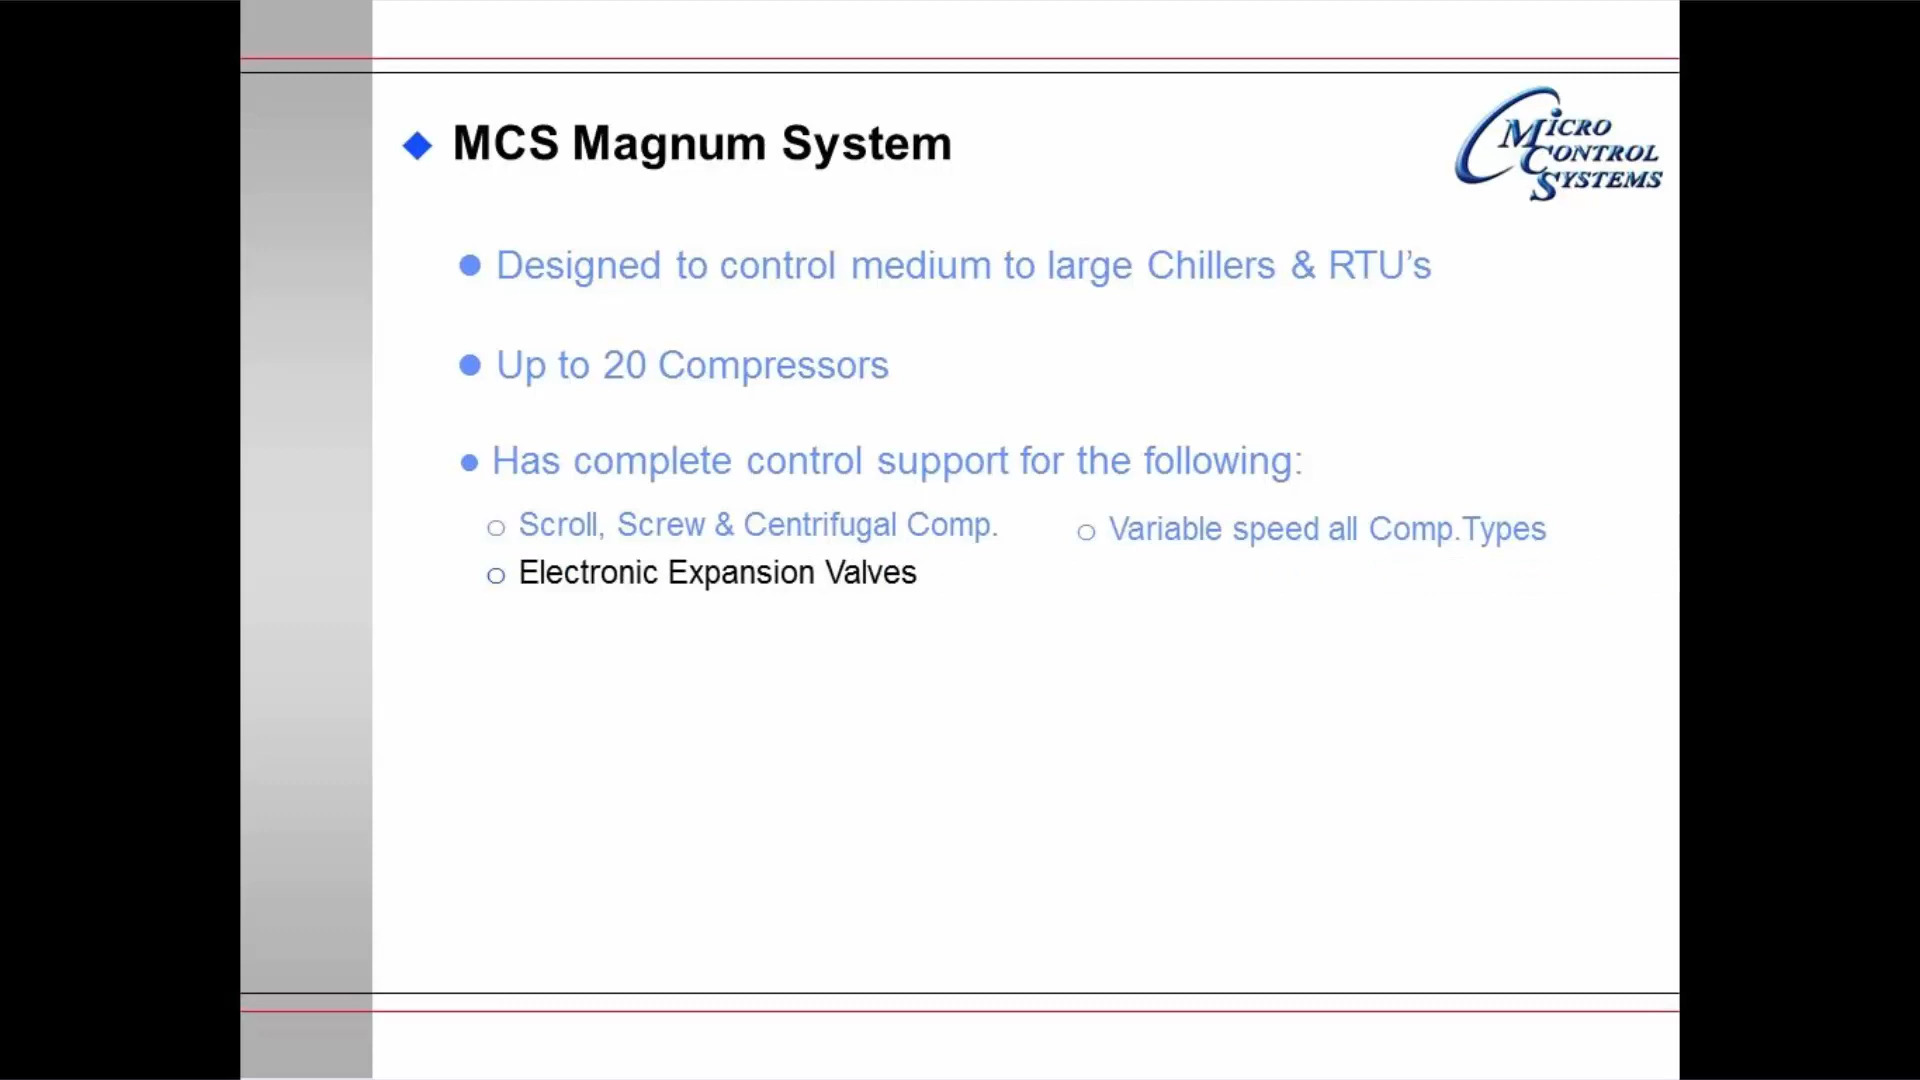 MCS Magnum System
MICRO
CONTROL
SYSTEMS
Designed to control medium to large Chillers & RTU’s
Up to 20 Compressors
Has complete control support for the following:
Scroll, Screw & Centrifugal Comp.
Variable speed all Comp.Types
Electronic Expansion Valves